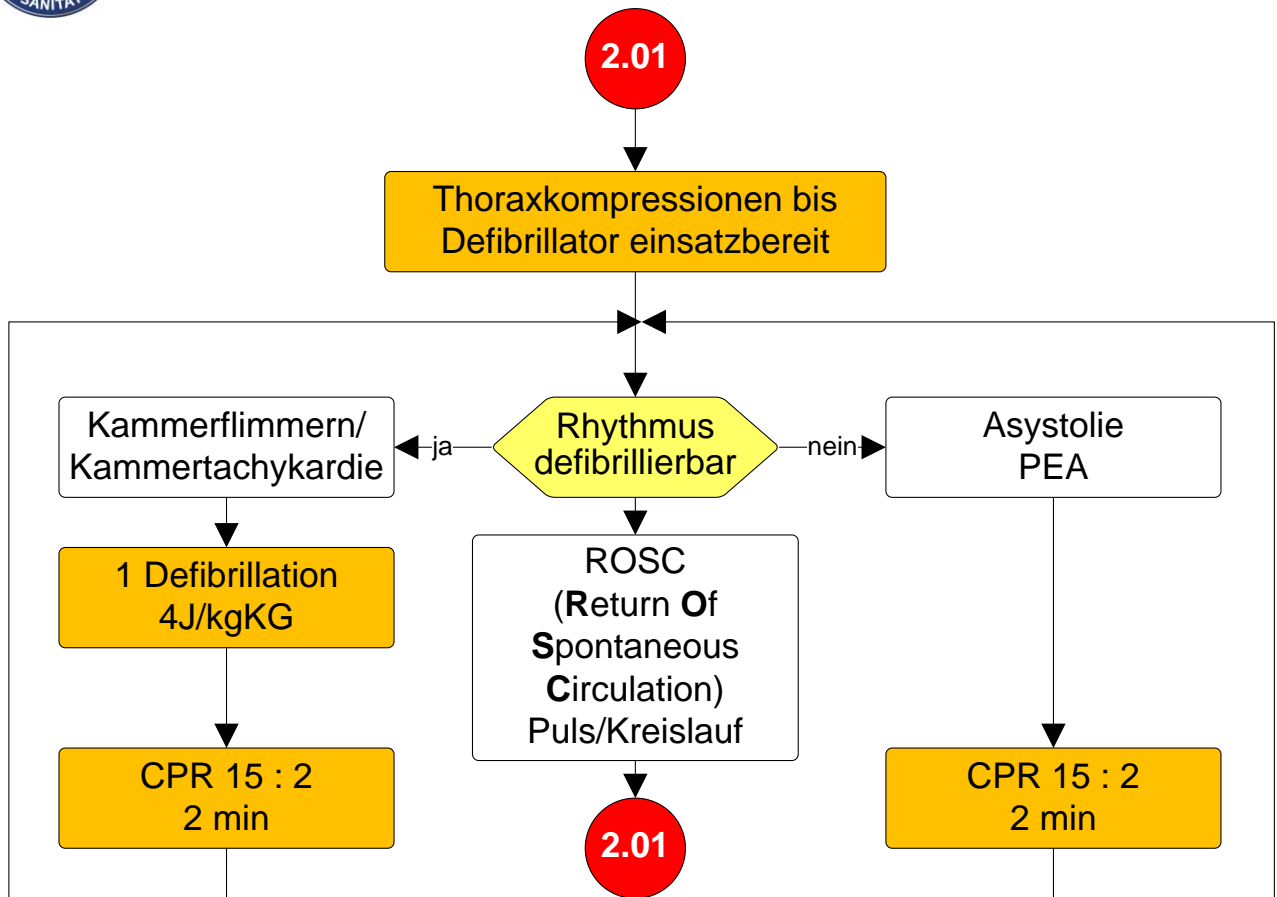 SANITÄT
2.01
Thoraxkompressionen bis
Defibrillator einsatzbereit
Kammerflimmern/
Kammertachykardie
ja
Rhythmus
defibrillierbar
nein
Asystolie
PEA
1 Defibrillation
4J/kgKG
ROSC
(Return Of
Spontaneous
Circulation)
Puls/Kreislauf
CPR 15 : 2
2 min
CPR 15 : 2
2 min
2.01